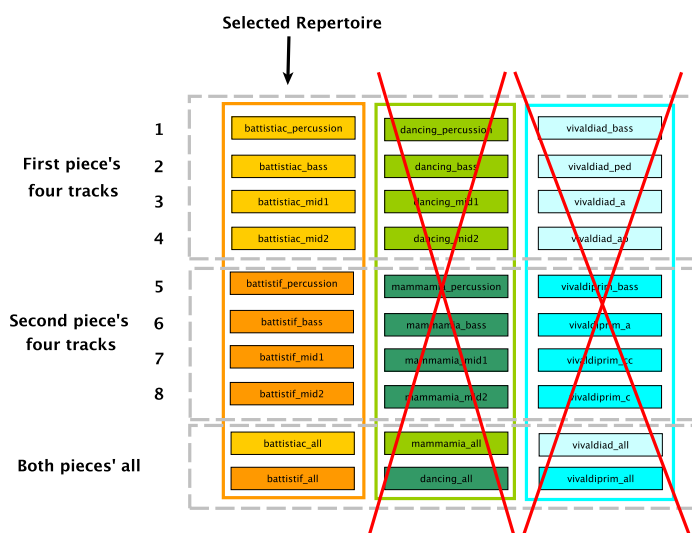 Selected Repertoire
First piece's
four tracks
1
battistiac_percussion
dancing_percussion
vivaldiad_bass
2
battistiac_bass
dancing_bass
vivaldiad_ped
3
battistiac_mid1
dancing_mid1
vivaldiad_a
4
battistiac_mid2
dancing_mid2
vivaldiad_ap
Second piece's
four tracks
5
battistif_percussion
mammamia_percussion
vivaldiprim_bass
6
battistif_bass
mammamia_bass
vivaldiprim_a
7
battistif_mid1
mammamia_mid1
vivaldiprim_cc
8
battistif_mid2
mammamia_mid2
vivaldiprim_c
Both pieces' all
battistiac_all
mammamia_all
vivaldiad_all
battistif_all
dancing_all
vivaldiprim_all